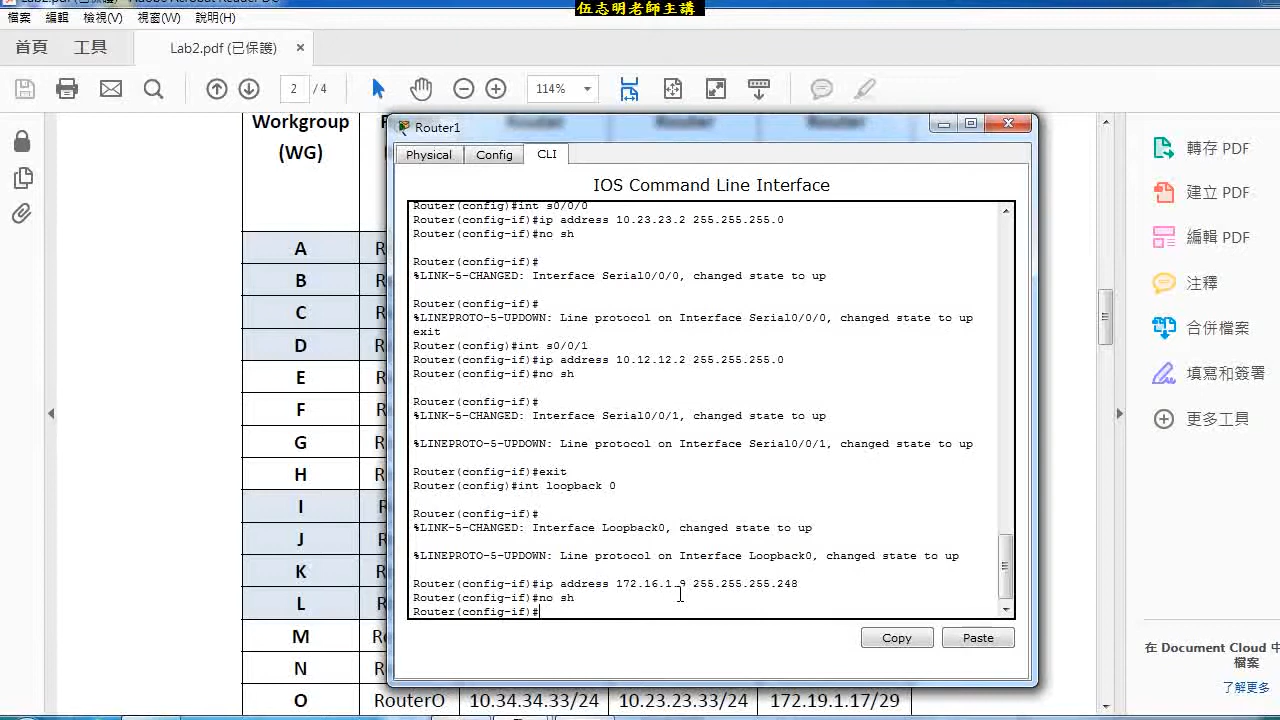 伍志明老師主講
Lab2.pdf (已保護) - Adobe Acrobat Reader DC
檔案 編輯 檢視(V) 視窗(W) 說明(H)
首頁 工具 Lab2.pdf (已保護) ×
2 / 4 114%
Workgroup
(WG)
Router Router Router
A
B
C
D
E
F
G
H
I
J
K
L
M
N
O RouterO 10.34.34.33/24 10.23.23.33/24 172.19.1.17/29
Router1
Physical Config CLI
IOS Command Line Interface
Router(config)#int s0/0/0
Router(config-if)#ip address 10.23.23.2 255.255.255.0
Router(config-if)#no sh
Router(config-if)#
%LINK-5-CHANGED: Interface Serial0/0/0, changed state to up
Router(config-if)#
%LINEPROTO-5-UPDOWN: Line protocol on Interface Serial0/0/0, changed state to up
exit
Router(config)#int s0/0/1
Router(config-if)#ip address 10.12.12.2 255.255.255.0
Router(config-if)#no sh
Router(config-if)#
%LINK-5-CHANGED: Interface Serial0/0/1, changed state to up
%LINEPROTO-5-UPDOWN: Line protocol on Interface Serial0/0/1, changed state to up
Router(config-if)#exit
Router(config)#int loopback 0
Router(config-if)#
%LINK-5-CHANGED: Interface Loopback0, changed state to up
%LINEPROTO-5-UPDOWN: Line protocol on Interface Loopback0, changed state to up
Router(config-if)#ip address 172.16.1.9 255.255.255.248
Router(config-if)#no sh
Router(config-if)#
Copy Paste
轉存 PDF
建立 PDF
編輯 PDF
注釋
合併檔案
填寫和簽署
更多工具
在 Document Cloud 中
檔案
了解更多